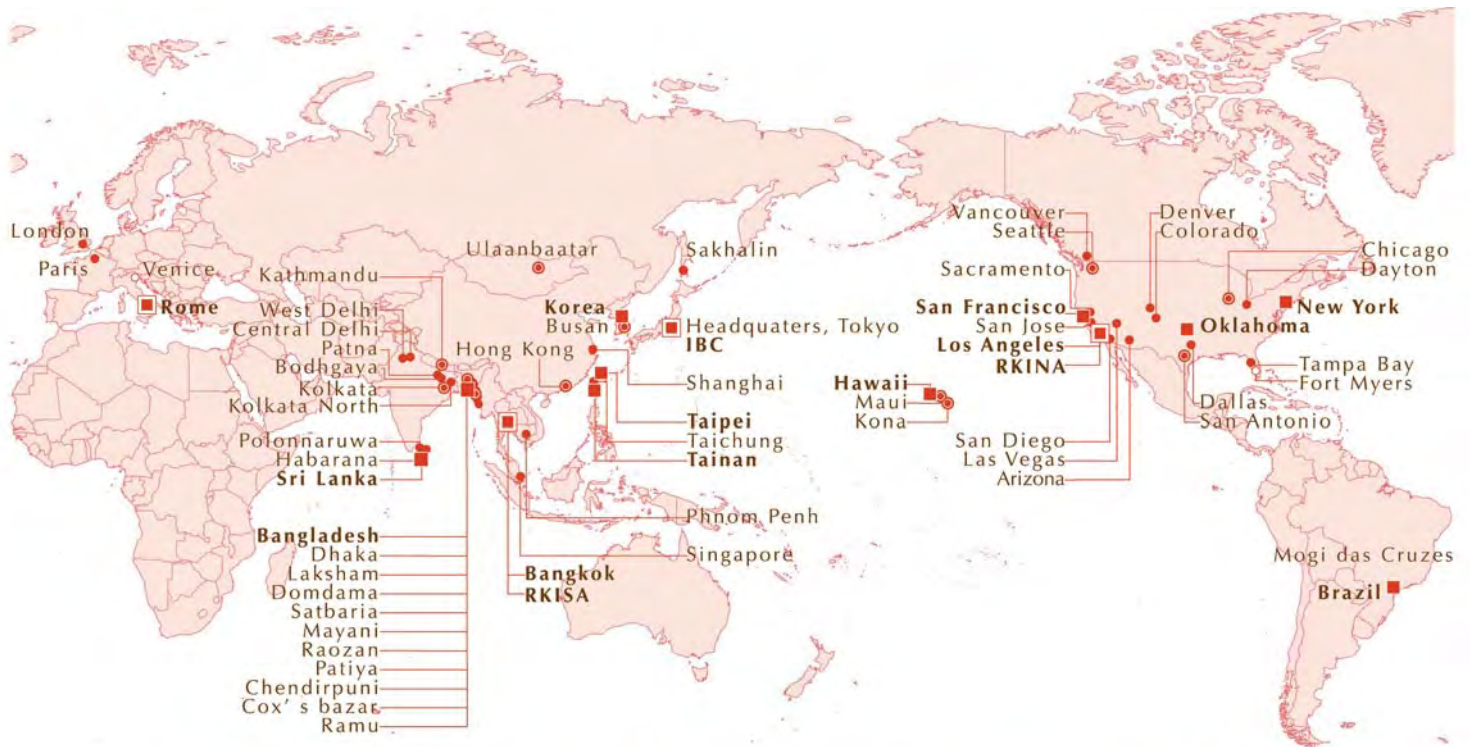 London
Paris
Venice
Rome
Kathmandu
West Delhi
Central Delhi
Patna
Bodhgaya
Kolkata
Kolkata North
Polonnaruwa
Habarana
Sri Lanka
Bangladesh
Dhaka
Laksham
Domdama
Satbaria
Mayani
Raozan
Patiya
Chendirpuni
Cox' s bazar
Ramu
Ulaanbaatar
Hong Kong
Korea
Busan
Sakhalin
Headquaters, Tokyo
IBC
Shanghai
Taipei
Taichung
Tainan
Phnom Penh
Singapore
Bangkok
RKISA
Hawaii
Maui
Kona
Vancouver
Seattle
Sacramento
San Francisco
San Jose
Los Angeles
RKINA
San Diego
Las Vegas
Arizona
Denver
Colorado
Chicago
Dayton
New York
Oklahoma
Tampa Bay
Fort Myers
Dallas
San Antonio
Mogi das Cruzes
Brazil